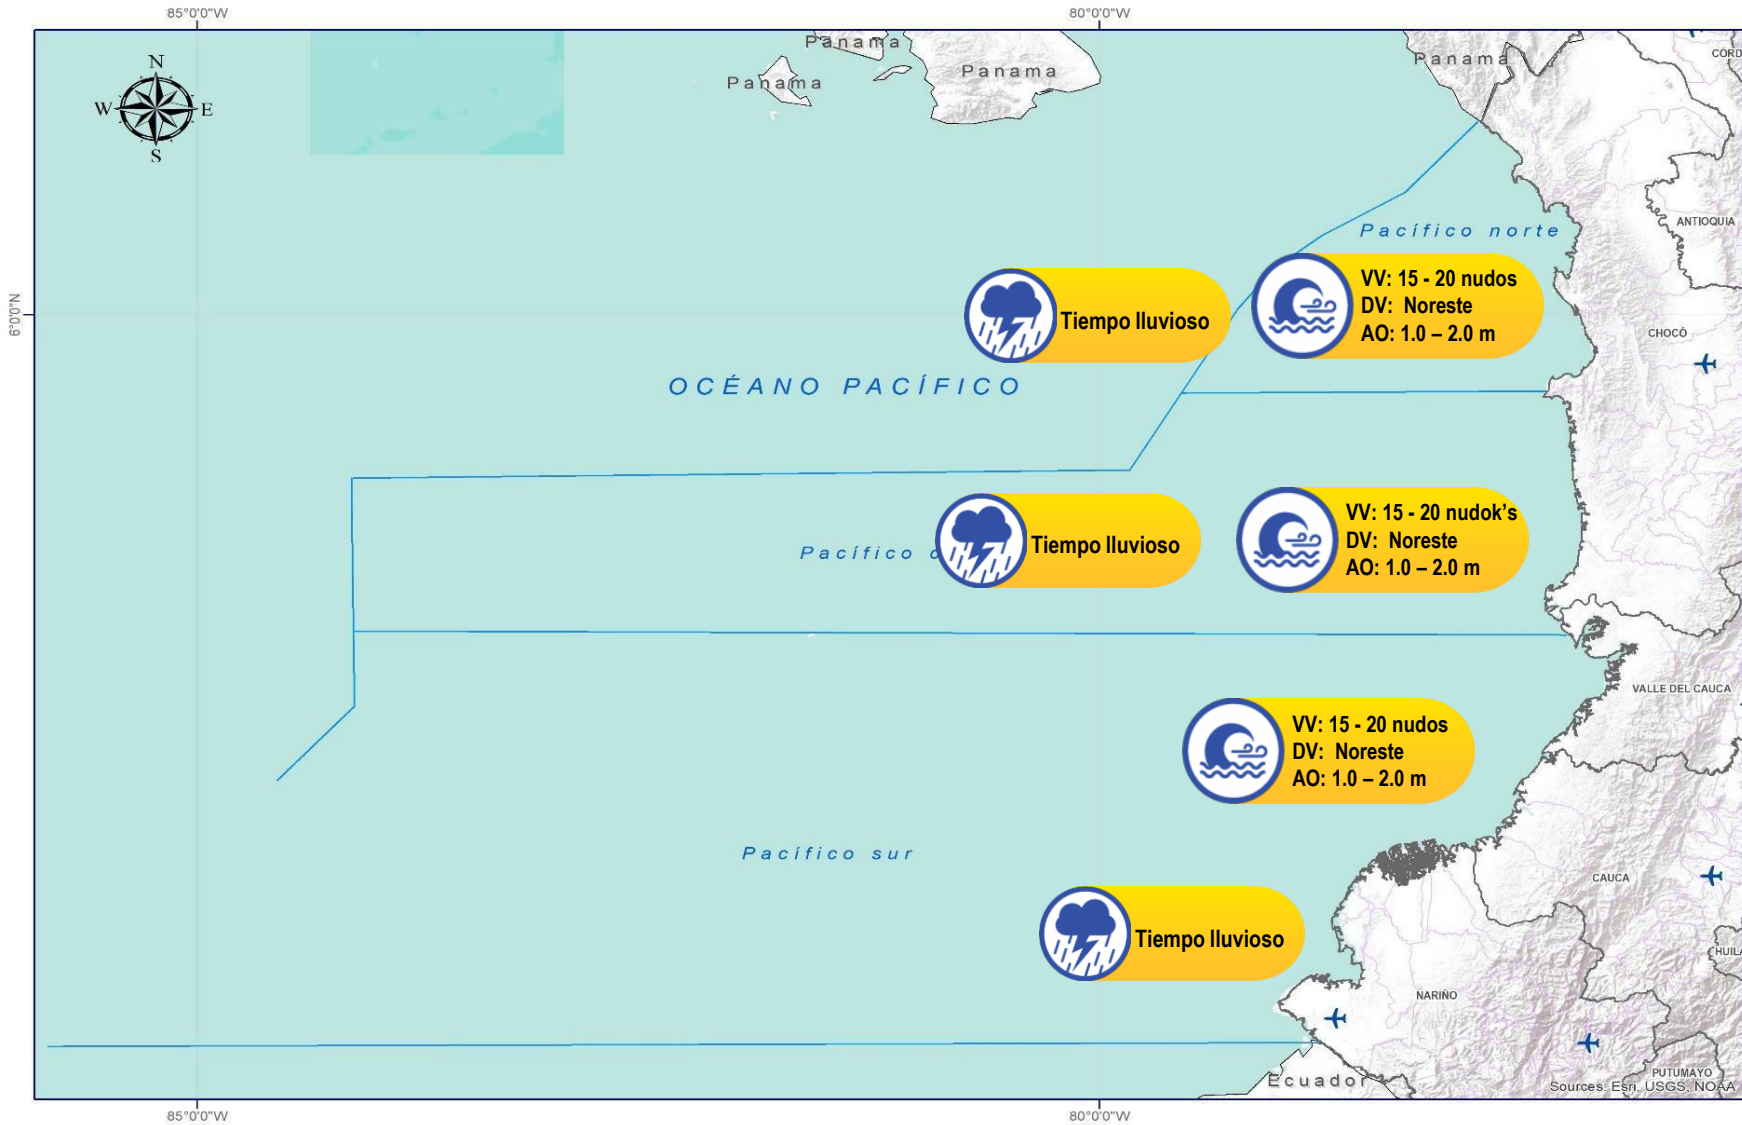 85°0'0"W
80°0'0"W
Panama
Panama
Panama
Panama
CÓRD
N
W
E
S
ANTIOQUIA
Pacífico norte
VV: 15 - 20 nudos
DV: Noreste
AO: 1.0 – 2.0 m
Tiempo lluvioso
6°0'0"N
CHOCÓ
OCÉANO PACÍFICO
VV: 15 - 20 nudok's
DV: Noreste
AO: 1.0 – 2.0 m
Pacífico
Tiempo lluvioso
VALLE DEL CAUCA
VV: 15 - 20 nudos
DV: Noreste
AO: 1.0 – 2.0 m
Pacífico sur
CAUCA
Tiempo lluvioso
HUILA
NARIÑO
PUTUMAYO
Ecuador
Sources: Esri, USGS, NOAA
85°0'0"W
80°0'0"W